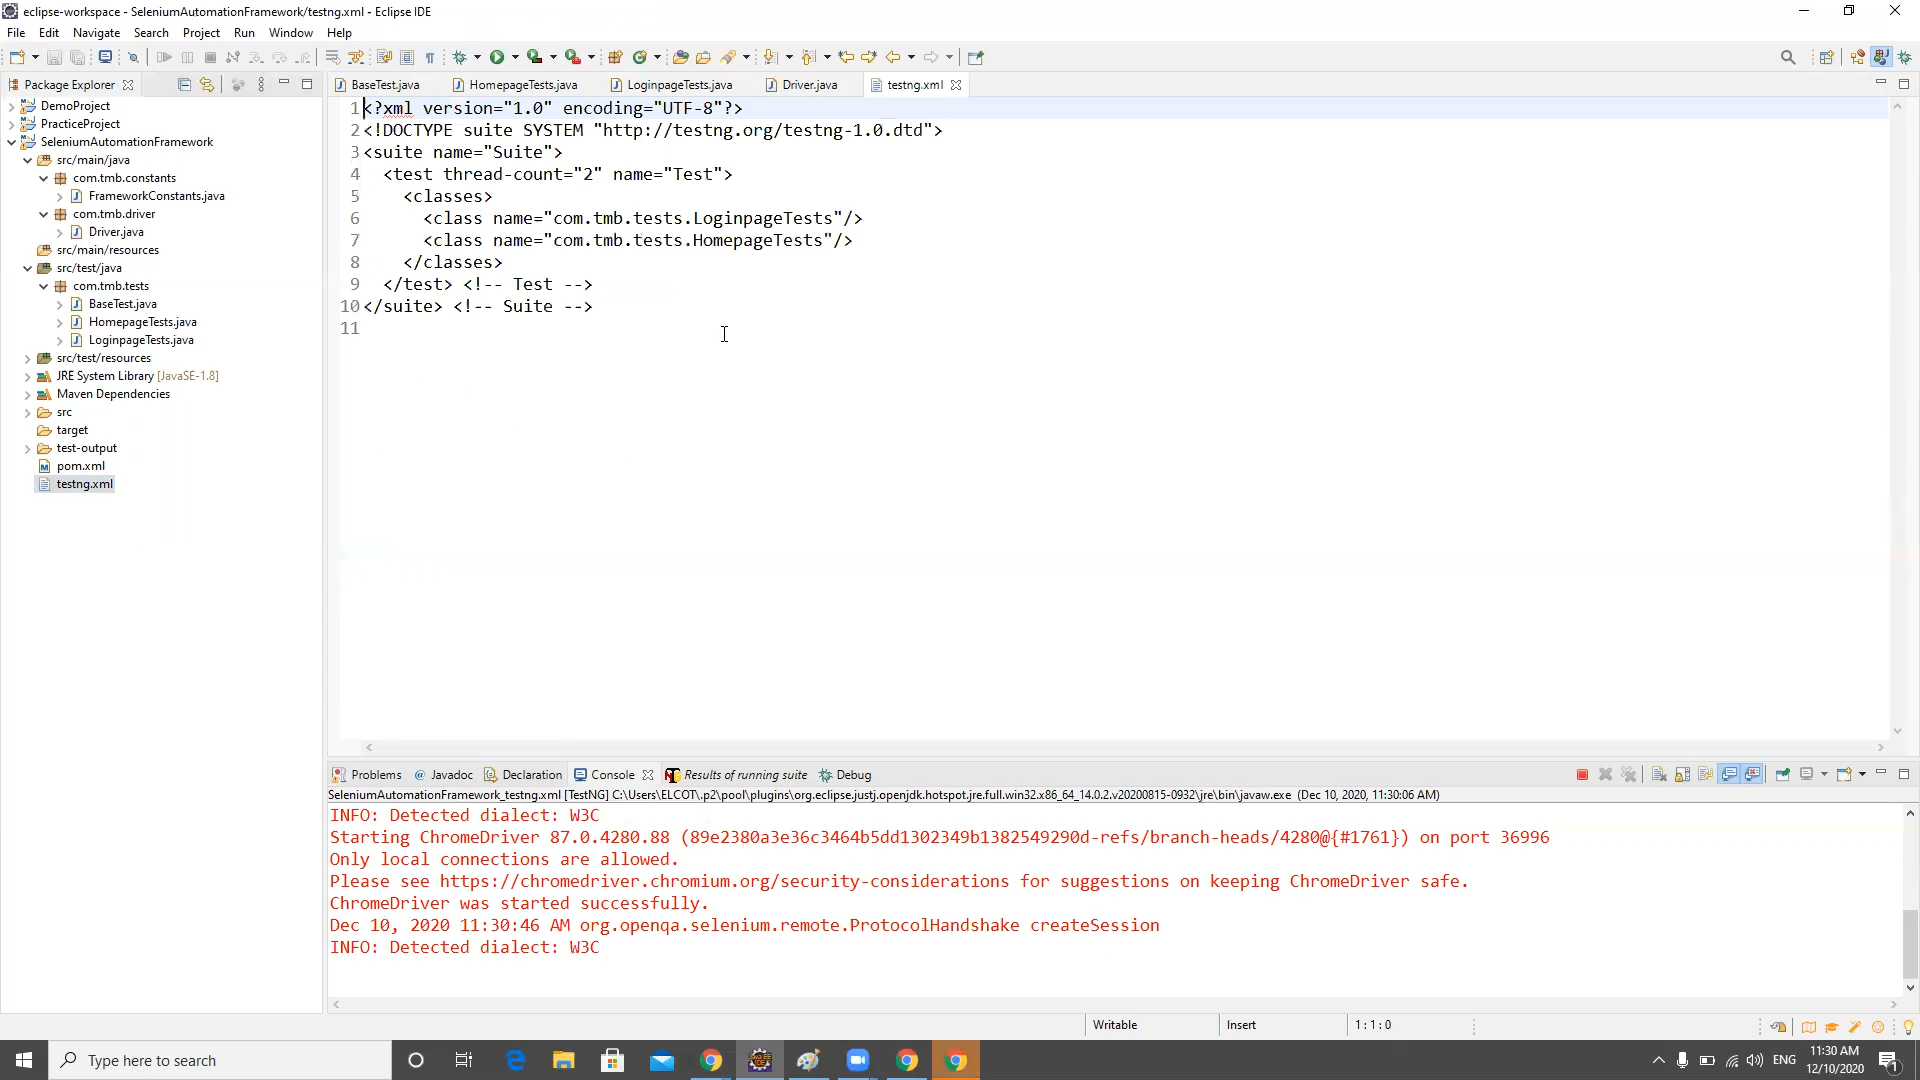 eclipse-workspace - SeleniumAutomationFramework/testng.xml - Eclipse IDE
File Edit Navigate Search Project Run Window Help
Package Explorer
BaseTest.java HomepageTests.java LoginpageTests.java Driver.java testng.xml
DemoProject
PracticeProject
SeleniumAutomationFramework
src/main/java
com.tmb.constants
FrameworkConstants.java
com.tmb.driver
Driver.java
src/main/resources
src/test/java
com.tmb.tests
BaseTest.java
HomepageTests.java
LoginpageTests.java
src/test/resources
JRE System Library [JavaSE-1.8]
Maven Dependencies
src
target
test-output
pom.xml
testng.xml
1 <?xml version="1.0" encoding="UTF-8"?>
2 <!DOCTYPE suite SYSTEM "http://testng.org/testng-1.0.dtd">
3 <suite name="Suite">
4 <test thread-count="2" name="Test">
5 <classes>
6 <class name="com.tmb.tests.LoginpageTests"/>
7 <class name="com.tmb.tests.HomepageTests"/>
8 </classes>
9 </test> <!-- Test -->
10 </suite> <!-- Suite -->
11
Problems @ Javadoc Declaration Console Results of running suite Debug
SeleniumAutomationFramework_testng.xml [TestNG] C:\Users\ELCOT\.p2\pool\plugins\org.eclipse.justj.openjdk.hotspot.jre.full.win32.x86_64_14.0.2.v20200815-0932\jre\bin\javaw.exe (Dec 10, 2020, 11:30:06 AM)
INFO: Detected dialect: W3C
Starting ChromeDriver 87.0.4280.88 (89e2380a3e36c3464b5dd1302349b1382549290d-refs/branch-heads/4280@{#1761}) on port 36996
Only local connections are allowed.
Please see https://chromedriver.chromium.org/security-considerations for suggestions on keeping ChromeDriver safe.
ChromeDriver was started successfully.
Dec 10, 2020 11:30:46 AM org.openqa.selenium.remote.ProtocolHandshake createSession
INFO: Detected dialect: W3C
Writable Insert 1:1:0
Type here to search
ENG
11:30 AM
12/10/2020
1